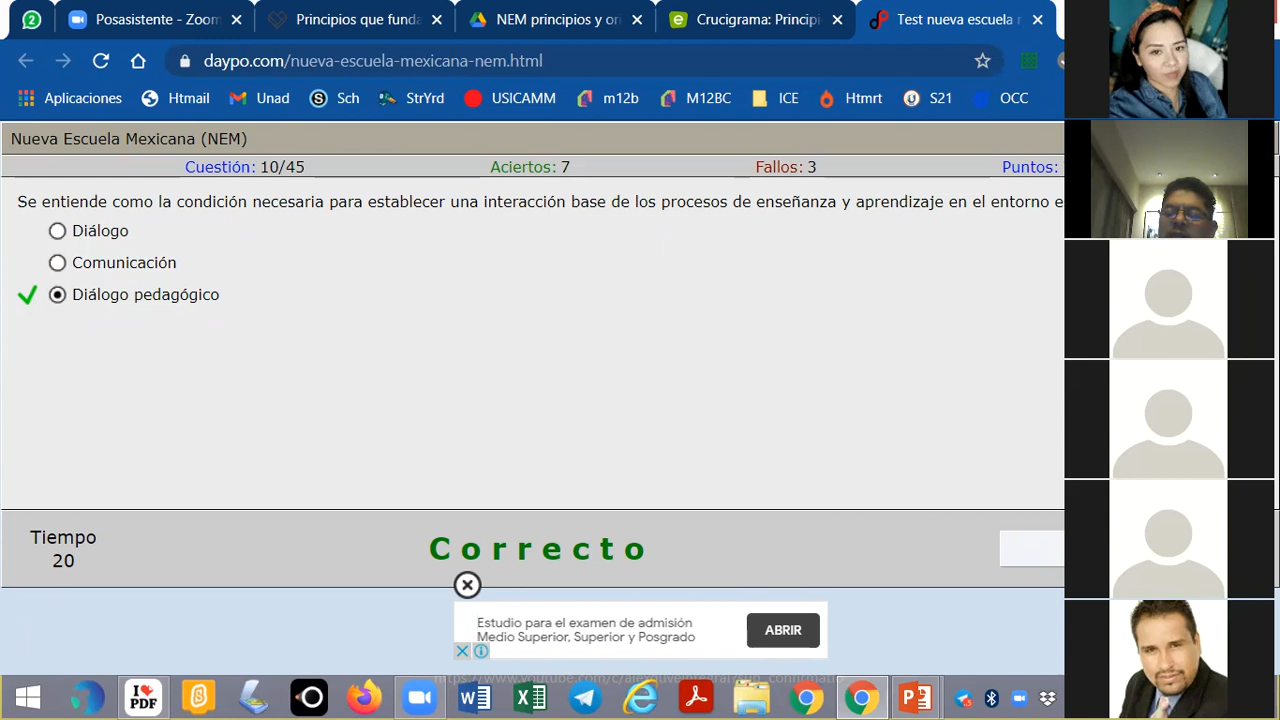 2
Posasistente - Zoom
Principios que funda
NEM principios y or
Crucigrama: Principi
Test nueva escuela
daypo.com/nueva-escuela-mexicana-nem.html
Aplicaciones
Htmail
Unad
Sch
StrYrd
USICAMM
m12b
M12BC
ICE
Htmrt
S21
OCC
Nueva Escuela Mexicana (NEM)
Cuestión: 10/45
Aciertos: 7
Fallos: 3
Puntos:
Se entiende como la condición necesaria para establecer una interacción base de los procesos de enseñanza y aprendizaje en el entorno e
Diálogo
Comunicación
Diálogo pedagógico
Tiempo
20
Correcto
Estudio para el examen de admisión
Medio Superior, Superior y Posgrado
ABRIR
I
PDF